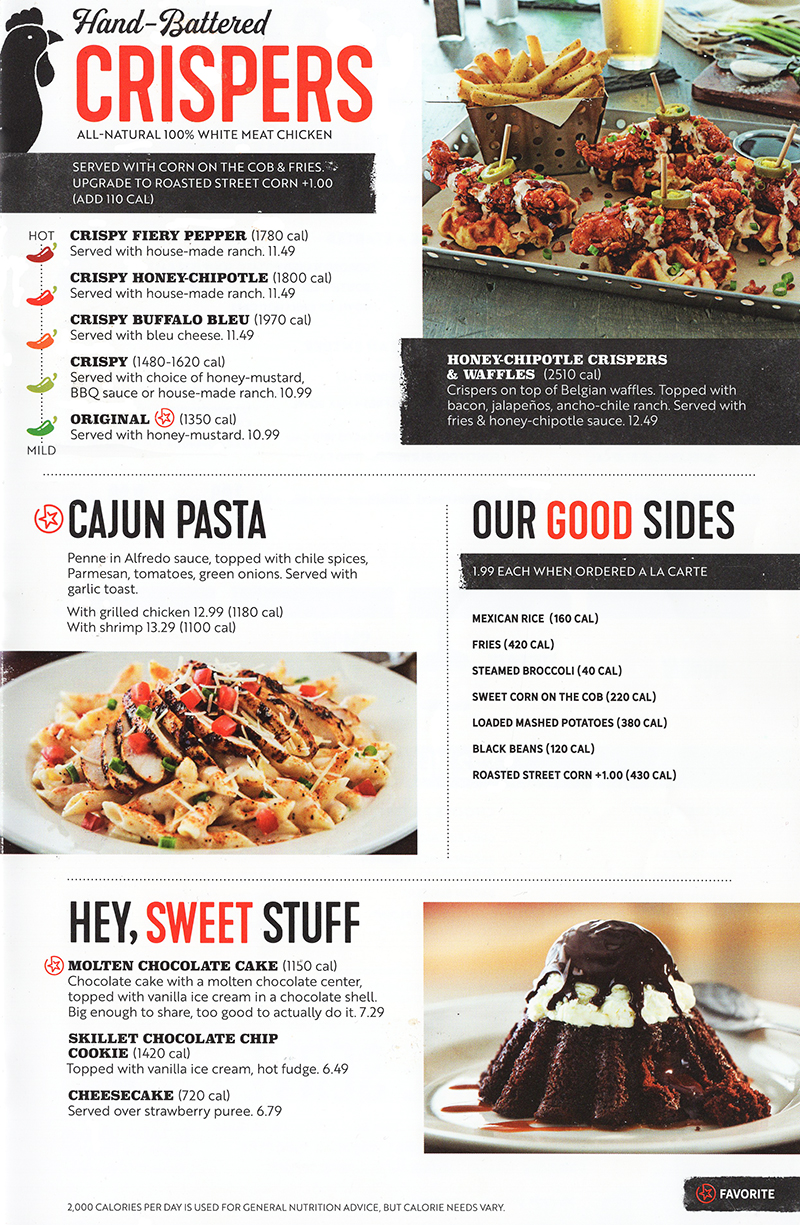 Hand-Battered
CRISPERS
ALL-NATURAL 100% WHITE MEAT CHICKEN
SERVED WITH CORN ON THE COB & FRIES.
UPGRADE TO ROASTED STREET CORN +1.00
(ADD 110 CAL)
HOT
CRISPY FIERY PEPPER (1780 cal)
Served with house-made ranch. 11.49
CRISPY HONEY-CHIPOTLE (1800 cal)
Served with house-made ranch. 11.49
CRISPY BUFFALO BLEU (1970 cal)
Served with bleu cheese. 11.49
CRISPY (1480-1620 cal)
Served with choice of honey-mustard,
BBQ sauce or house-made ranch. 10.99
ORIGINAL (1350 cal)
Served with honey-mustard. 10.99
MILD
HONEY-CHIPOTLE CRISPERS
& WAFFLES (2510 cal)
Crispers on top of Belgian waffles. Topped with
bacon, jalapeños, ancho-chile ranch. Served with
fries & honey-chipotle sauce. 12.49
CAJUN PASTA
Penne in Alfredo sauce, topped with chile spices,
Parmesan, tomatoes, green onions. Served with
garlic toast.
With grilled chicken 12.99 (1180 cal)
With shrimp 13.29 (1100 cal)
OUR GOOD SIDES
1.99 EACH WHEN ORDERED A LA CARTE
MEXICAN RICE (160 CAL)
FRIES (420 CAL)
STEAMED BROCCOLI (40 CAL)
SWEET CORN ON THE COB (220 CAL)
LOADED MASHED POTATOES (380 CAL)
BLACK BEANS (120 CAL)
ROASTED STREET CORN +1.00 (430 CAL)
HEY, SWEET STUFF
MOLTEN CHOCOLATE CAKE (1150 cal)
Chocolate cake with a molten chocolate center,
topped with vanilla ice cream in a chocolate shell.
Big enough to share, too good to actually do it. 7.29
SKILLET CHOCOLATE CHIP
COOKIE (1420 cal)
Topped with vanilla ice cream, hot fudge. 6.49
CHEESECAKE (720 cal)
Served over strawberry puree. 6.79
FAVORITE
2,000 CALORIES PER DAY IS USED FOR GENERAL NUTRITION ADVICE, BUT CALORIE NEEDS VARY.